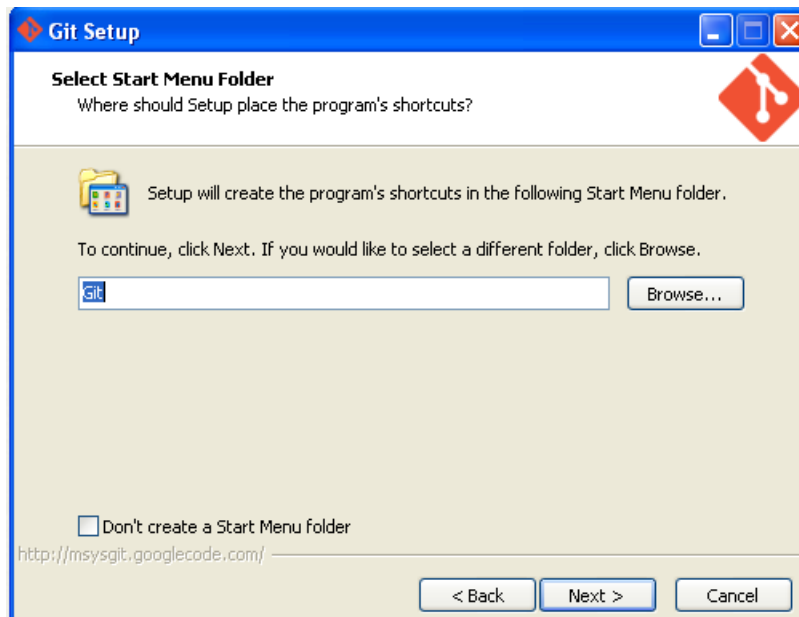 Git Setup
Select Start Menu Folder
Where should Setup place the program's shortcuts?
Setup will create the program's shortcuts in the following Start Menu folder.
To continue, click Next. If you would like to select a different folder, click Browse.
Git
Browse...
Don't create a Start Menu folder
http://msysgit.googlecode.com/
< Back
Next >
Cancel